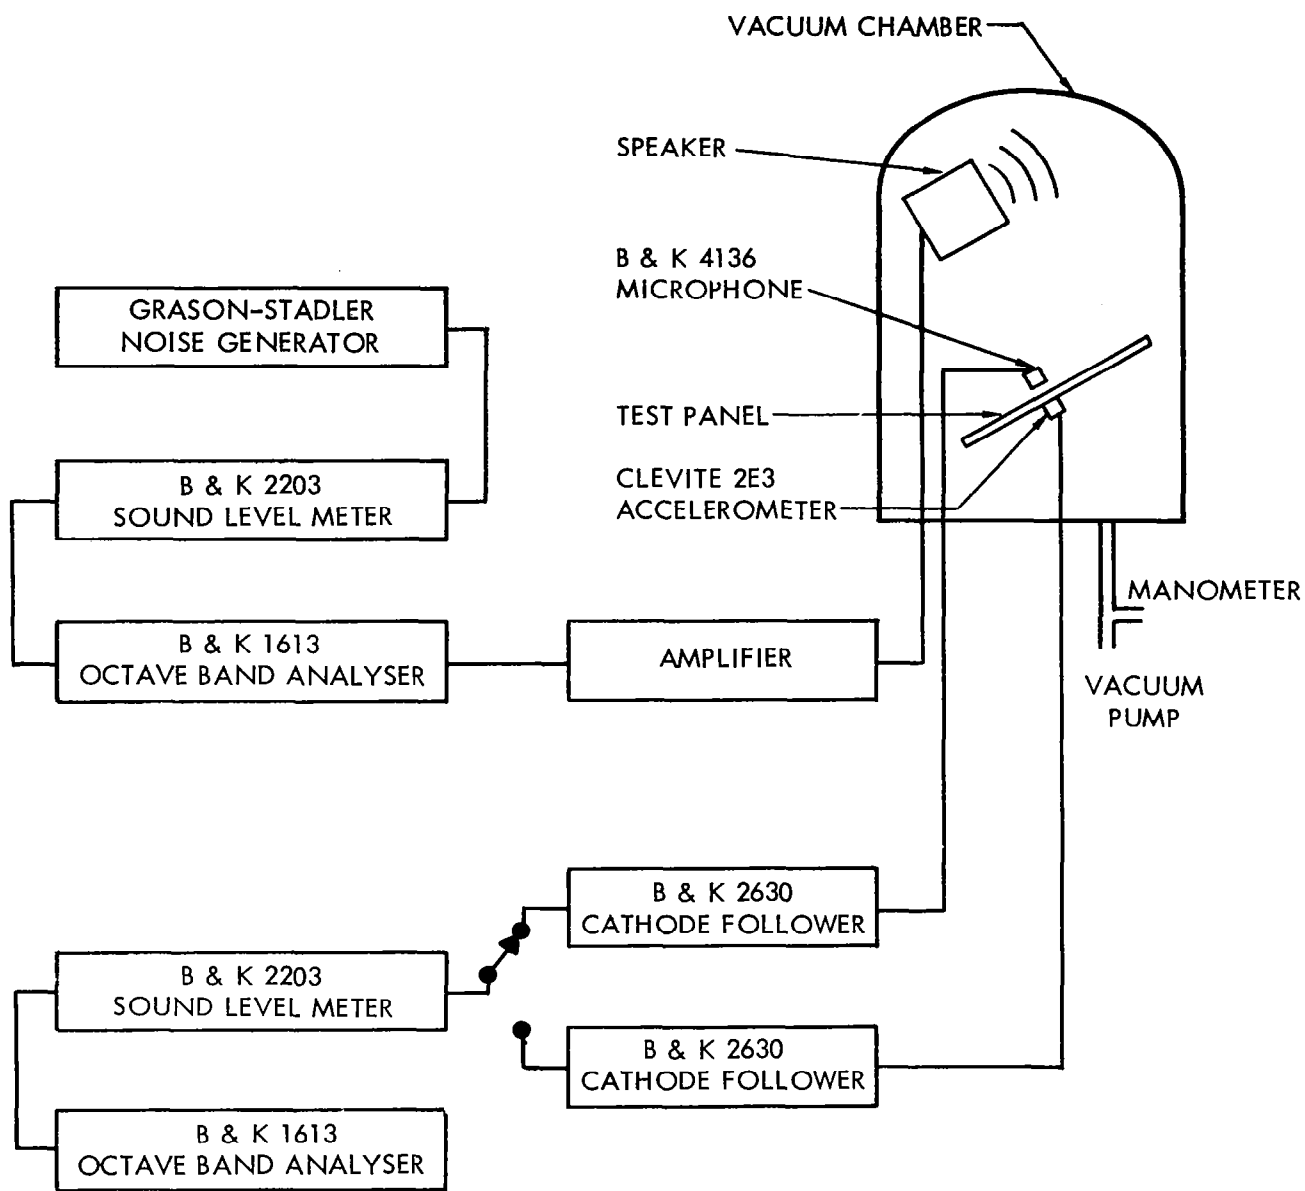 VACUUM CHAMBER
SPEAKER
B & K 4136
MICROPHONE
GRASON-STADLER
NOISE GENERATOR
TEST PANEL
B & K 2203
SOUND LEVEL METER
CLEVITE 2E3
ACCELEROMETER
MANOMETER
B & K 1613
OCTAVE BAND ANALYSER
AMPLIFIER
VACUUM
PUMP
B & K 2630
CATHODE FOLLOWER
B & K 2203
SOUND LEVEL METER
B & K 2630
CATHODE FOLLOWER
B & K 1613
OCTAVE BAND ANALYSER